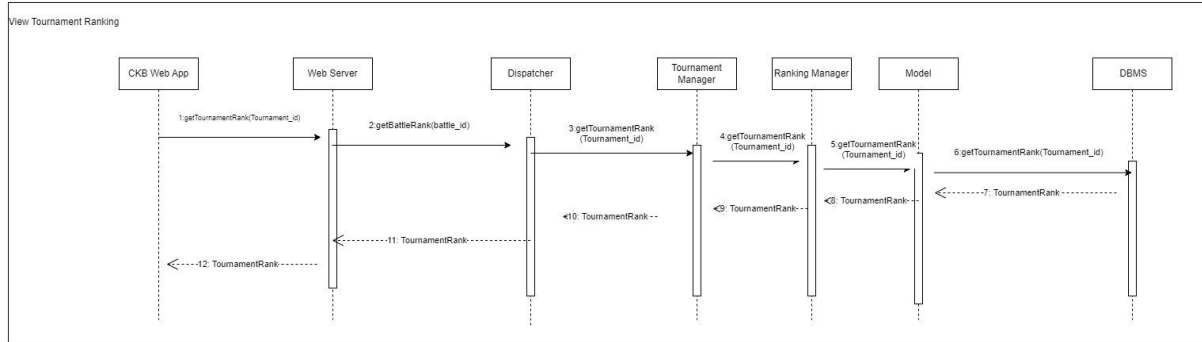 View Tournament Ranking
CKB Web App
Web Server
Dispatcher
Tournament
Manager
Ranking Manager
Model
DBMS
1:getTournamentRank(Tournament_id)
2:getBattleRank(battle_id)
3:getTournamentRank
(Tournament_id)
4:getTournamentRank
(Tournament_id)
5:getTournamentRank
(Tournament_id)
6:getTournamentRank(Tournament_id)
7: TournamentRank
8: TournamentRank
9: TournamentRank
10: TournamentRank
11: TournamentRank
12: TournamentRank